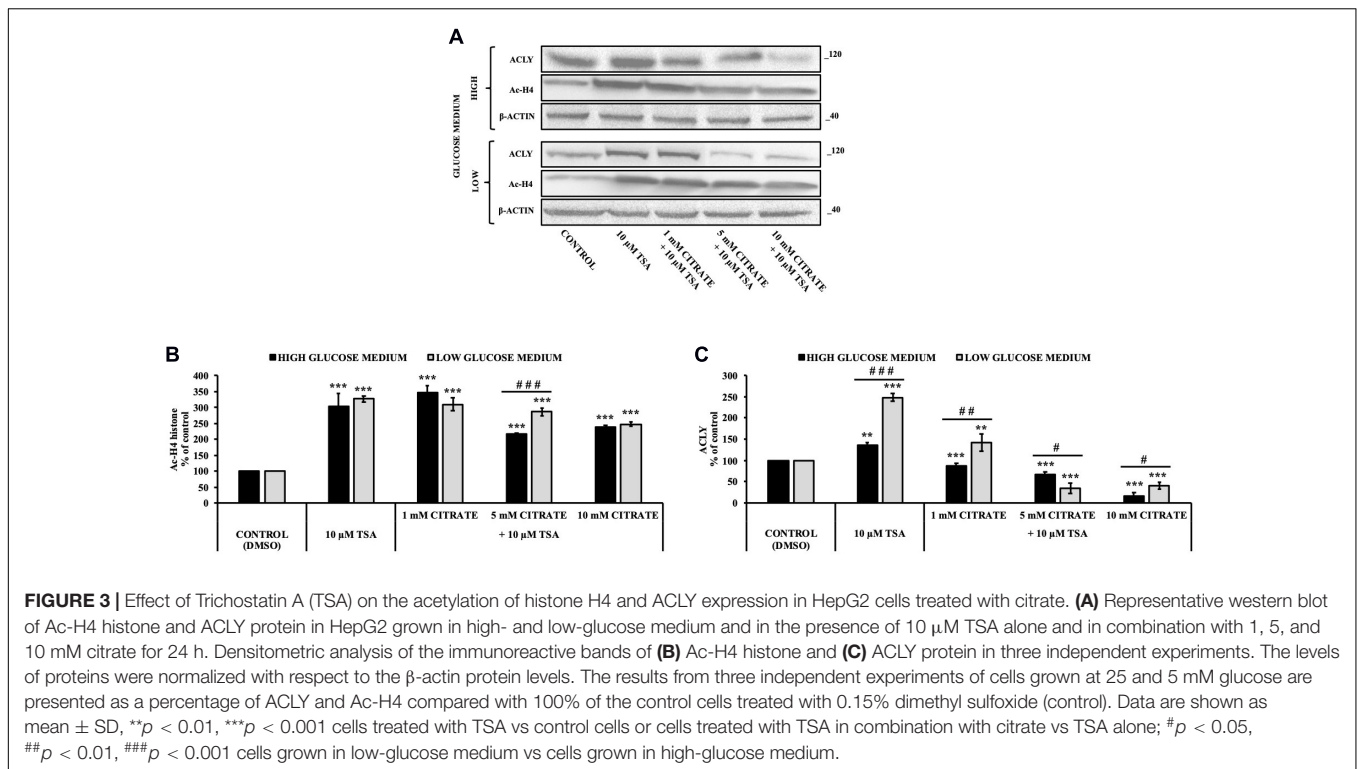 A
GLUCOSE MEDIUM
HIGH
ACLY
_120
Ac-H4
β-ACTIN
_40
LOW
ACLY
_120
Ac-H4
β-ACTIN
_40
CONTROL
10 µM TSA
1 mM CITRATE
+ 10 µM TSA
5 mM CITRATE
+ 10 µM TSA
10 mM CITRATE
+ 10 µM TSA
B
HIGH GLUCOSE MEDIUM LOW GLUCOSE MEDIUM
Ac-H4 histone
% of control
400
350
300
250
200
150
100
50
0
*** ***
*** ***
# # #
*** ***
*** ***
1 mM CITRATE 5 mM CITRATE 10 mM CITRATE
CONTROL
(DMSO)
10 µM TSA
+ 10 µM TSA
C
HIGH GLUCOSE MEDIUM LOW GLUCOSE MEDIUM
ACLY
% of control
300
250
200
150
100
50
0
# # #
** ***
# #
*** **
#
*** ***
#
*** ***
1 mM CITRATE 5 mM CITRATE 10 mM CITRATE
CONTROL
(DMSO)
10 µM TSA
+ 10 µM TSA
FIGURE 3 | Effect of Trichostatin A (TSA) on the acetylation of histone H4 and ACLY expression in HepG2 cells treated with citrate. (A) Representative western blot
of Ac-H4 histone and ACLY protein in HepG2 grown in high- and low-glucose medium and in the presence of 10 μM TSA alone and in combination with 1, 5, and
10 mM citrate for 24 h. Densitometric analysis of the immunoreactive bands of (B) Ac-H4 histone and (C) ACLY protein in three independent experiments. The levels
of proteins were normalized with respect to the β-actin protein levels. The results from three independent experiments of cells grown at 25 and 5 mM glucose are
presented as a percentage of ACLY and Ac-H4 compared with 100% of the control cells treated with 0.15% dimethyl sulfoxide (control). Data are shown as
mean ± SD, **p < 0.01, ***p < 0.001 cells treated with TSA vs control cells or cells treated with TSA in combination with citrate vs TSA alone; #p < 0.05,
##p < 0.01, ###p < 0.001 cells grown in low-glucose medium vs cells grown in high-glucose medium.